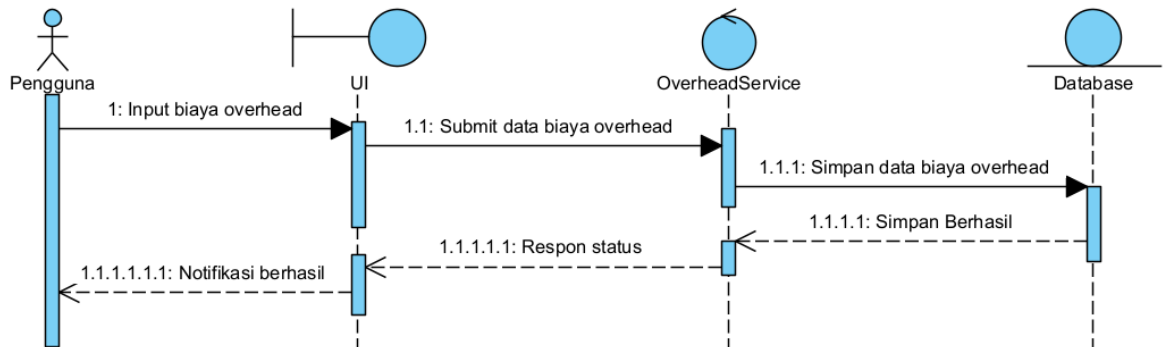 Pengguna
UI
OverheadService
Database
1: Input biaya overhead
1.1: Submit data biaya overhead
1.1.1: Simpan data biaya overhead
1.1.1.1: Simpan Berhasil
1.1.1.1.1: Respon status
1.1.1.1.1.1: Notifikasi berhasil